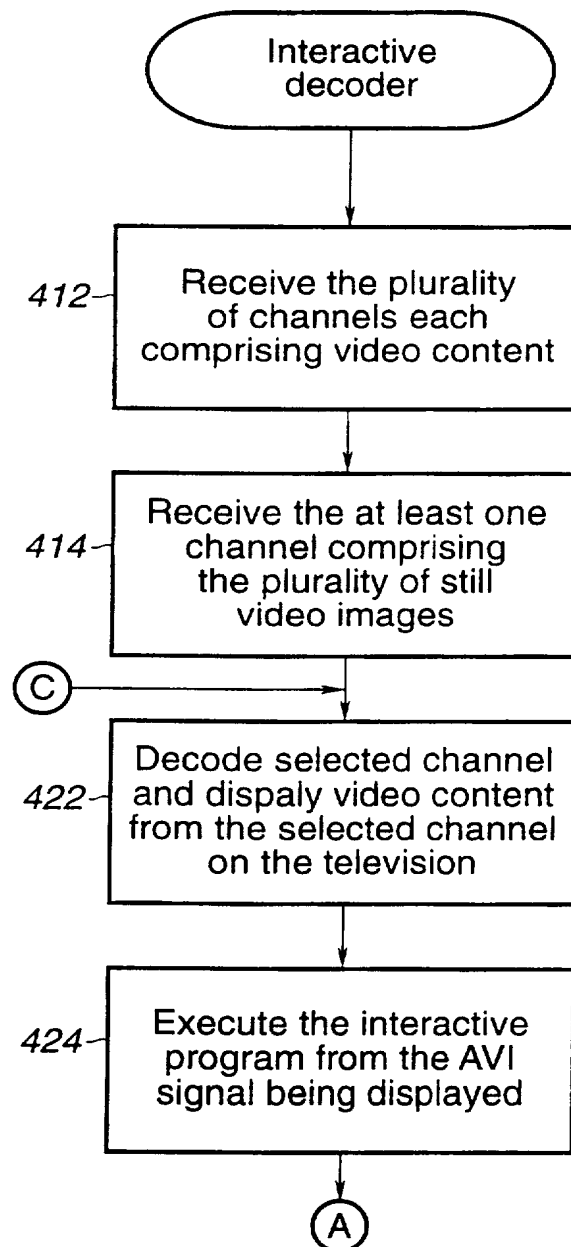 Interactive
decoder
412
Receive the plurality
of channels each
comprising video content
414
Receive the at least one
channel comprising
the plurality of still
video images
C
422
Decode selected channel
and dispaly video content
from the selected channel
on the television
424
Execute the interactive
program from the AVI
signal being displayed
A